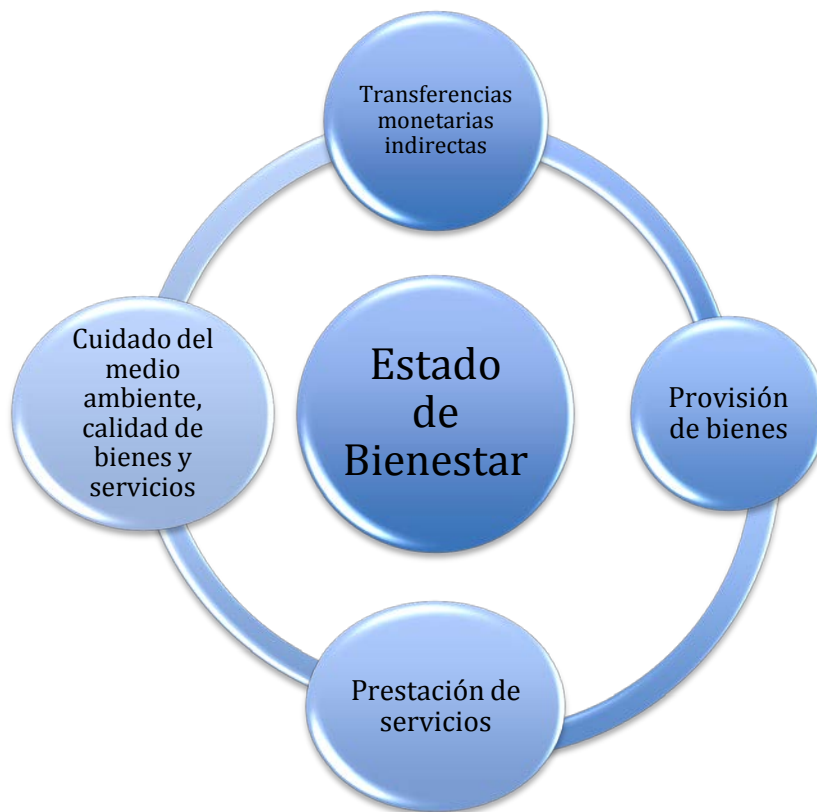 Transferencias
monetarias
indirectas
Cuidado del
medio
ambiente,
calidad de
bienes y
servicios
Estado
de
Bienestar
Provisión
de bienes
Prestación de
servicios